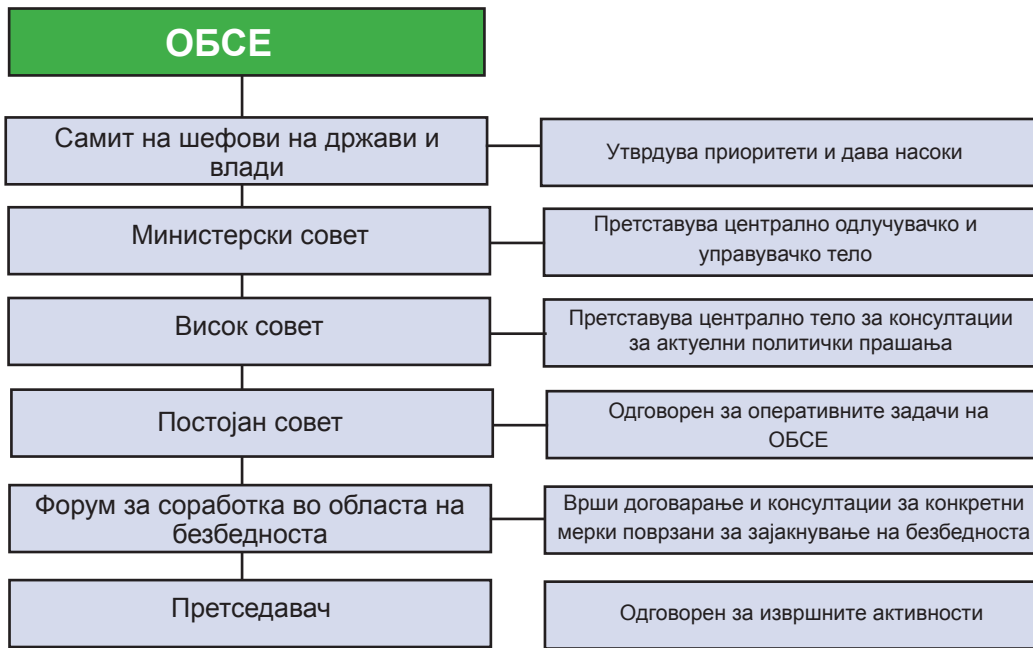 ОБСЕ
Самит на шефови на држави и
влади
Утврдува приоритети и дава насоки
Министерски совет
Претставува централно одлучувачко и
управувачко тело
Висок совет
Претставува централно тело за консултации
за актуелни политички прашања
Постојан совет
Одговорен за оперативните задачи на
ОБСЕ
Форум за соработка во областа на
безбедноста
Врши договарање и консултации за конкретни
мерки поврзани за зајакнување на безбедноста
Претседавач
Одговорен за извршните активности